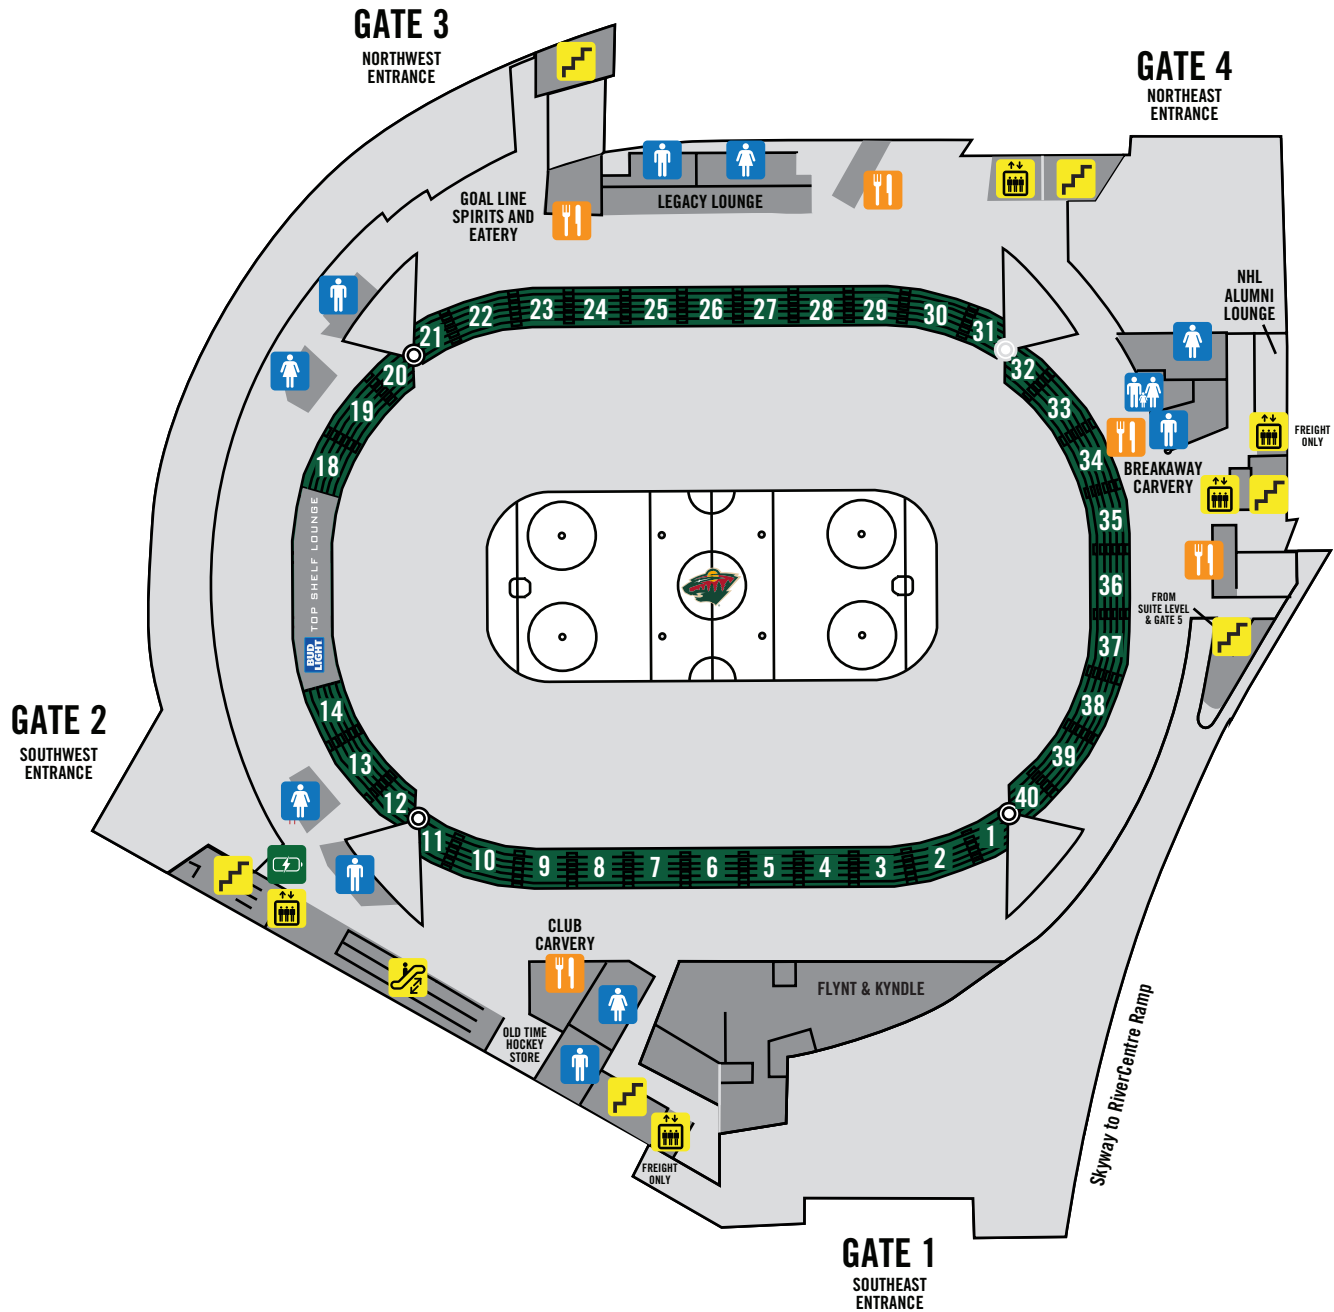 GATE 3
NORTHWEST
ENTRANCE
GATE 4
NORTHEAST
ENTRANCE
GOAL LINE
SPIRITS AND
EATERY
LEGACY LOUNGE
NHL
ALUMNI
LOUNGE
21
22
23
24
25
26
27
28
29
30
31
20
19
18
32
33
34
35
36
37
38
39
40
FREIGHT
ONLY
BREAKAWAY
CARVERY
TOP SHELF LOUNGE
BUD
LIGHT
FROM
SUITE LEVEL
& GATE 5
GATE 2
SOUTHWEST
ENTRANCE
14
13
12
11
10
9
8
7
6
5
4
3
2
1
CLUB
CARVERY
FLYNT & KYNDLE
OLD TIME
HOCKEY
STORE
FREIGHT
ONLY
Skyway to RiverCentre Ramp
GATE 1
SOUTHEAST
ENTRANCE